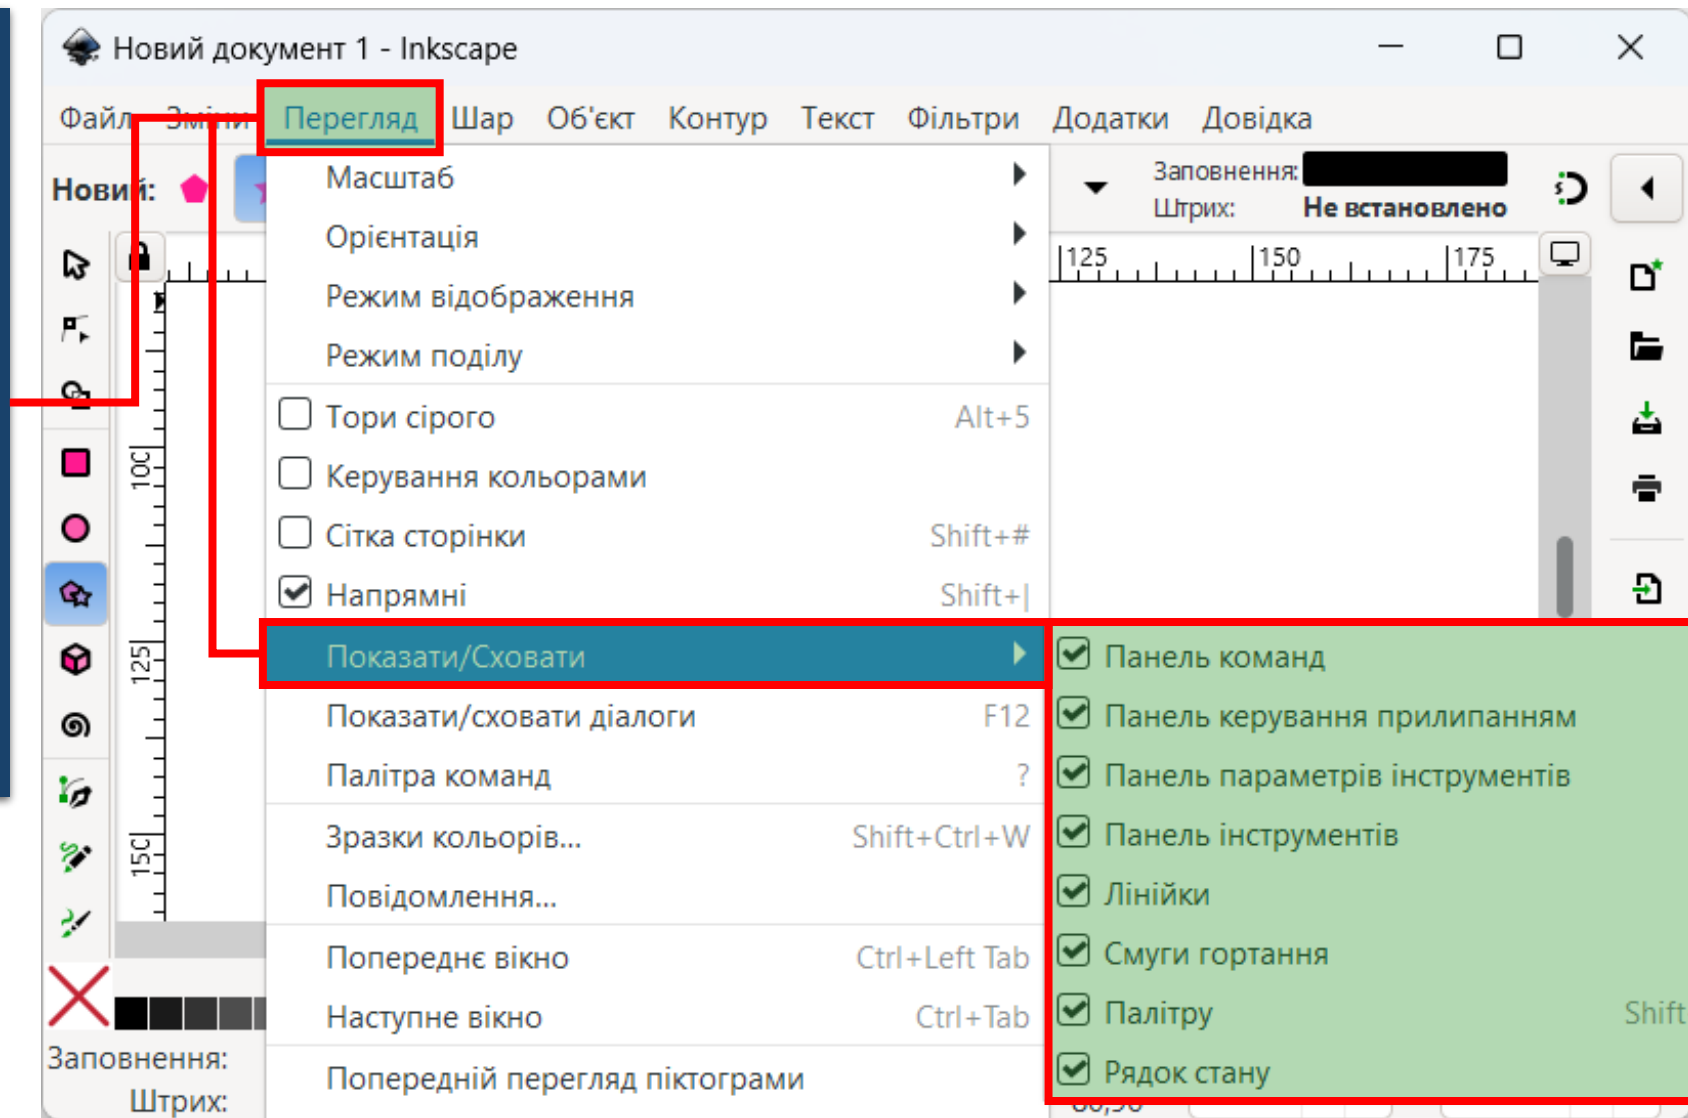 Новий документ 1 - Inkscape
Файл Зміни Перегляд Шар Об'єкт Контур Текст Фільтри Додатки Довідка
Новий:
Заповнення:
Штрих: Не встановлено
125 150 175
100
125
150
Масштаб
Орієнтація
Режим відображення
Режим поділу
Тори сірого Alt+5
Керування кольорами
Сітка сторінки Shift+#
Напрямні Shift+|
Показати/Сховати
Показати/сховати діалоги F12
Палітра команд ?
Зразки кольорів... Shift+Ctrl+W
Повідомлення...
Попереднє вікно Ctrl+Left Tab
Наступне вікно Ctrl+Tab
Попередній перегляд піктограми
Панель команд
Панель керування прилипанням
Панель параметрів інструментів
Панель інструментів
Лінійки
Смуги гортання
Палітру Shift
Рядок стану
Заповнення:
Штрих: